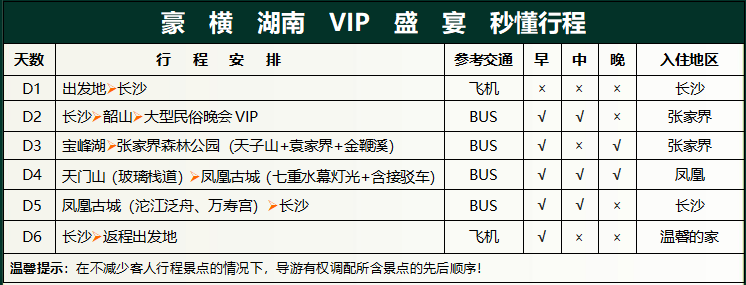 豪 横 湖南 VIP 盛 宴 秒懂行程
天数 行 程 安 排 参考交通 早 中 晚 入住地区
D1 出发地➤长沙 飞机 × × × 长沙
D2 长沙➤韶山➤大型民俗晚会 VIP BUS √ √ × 张家界
D3 宝峰湖➤张家界森林公园（天子山+袁家界+金鞭溪） BUS √ × √ 张家界
D4 天门山（玻璃栈道）➤凤凰古城（七重水幕灯光+含接驳车） BUS √ √ √ 凤凰
D5 凤凰古城（沱江泛舟、万寿宫）➤长沙 BUS √ √ × 长沙
D6 长沙➤返程出发地 飞机 √ × × 温馨的家
温馨提示：在不减少客人行程景点的情况下，导游有权调配所含景点的先后顺序！